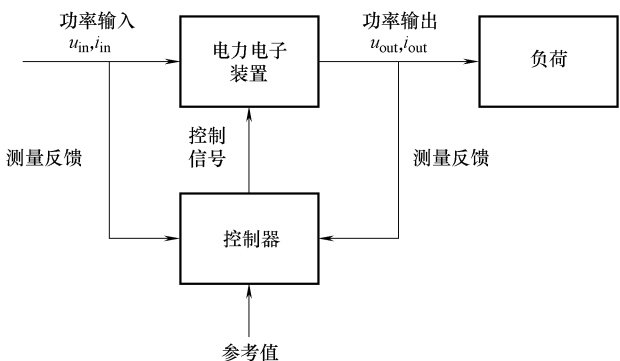 功率输入
u_in,i_in
功率输出
u_out,i_out
电力电子
装置
负荷
控制
信号
测量反馈
测量反馈
控制器
参考值